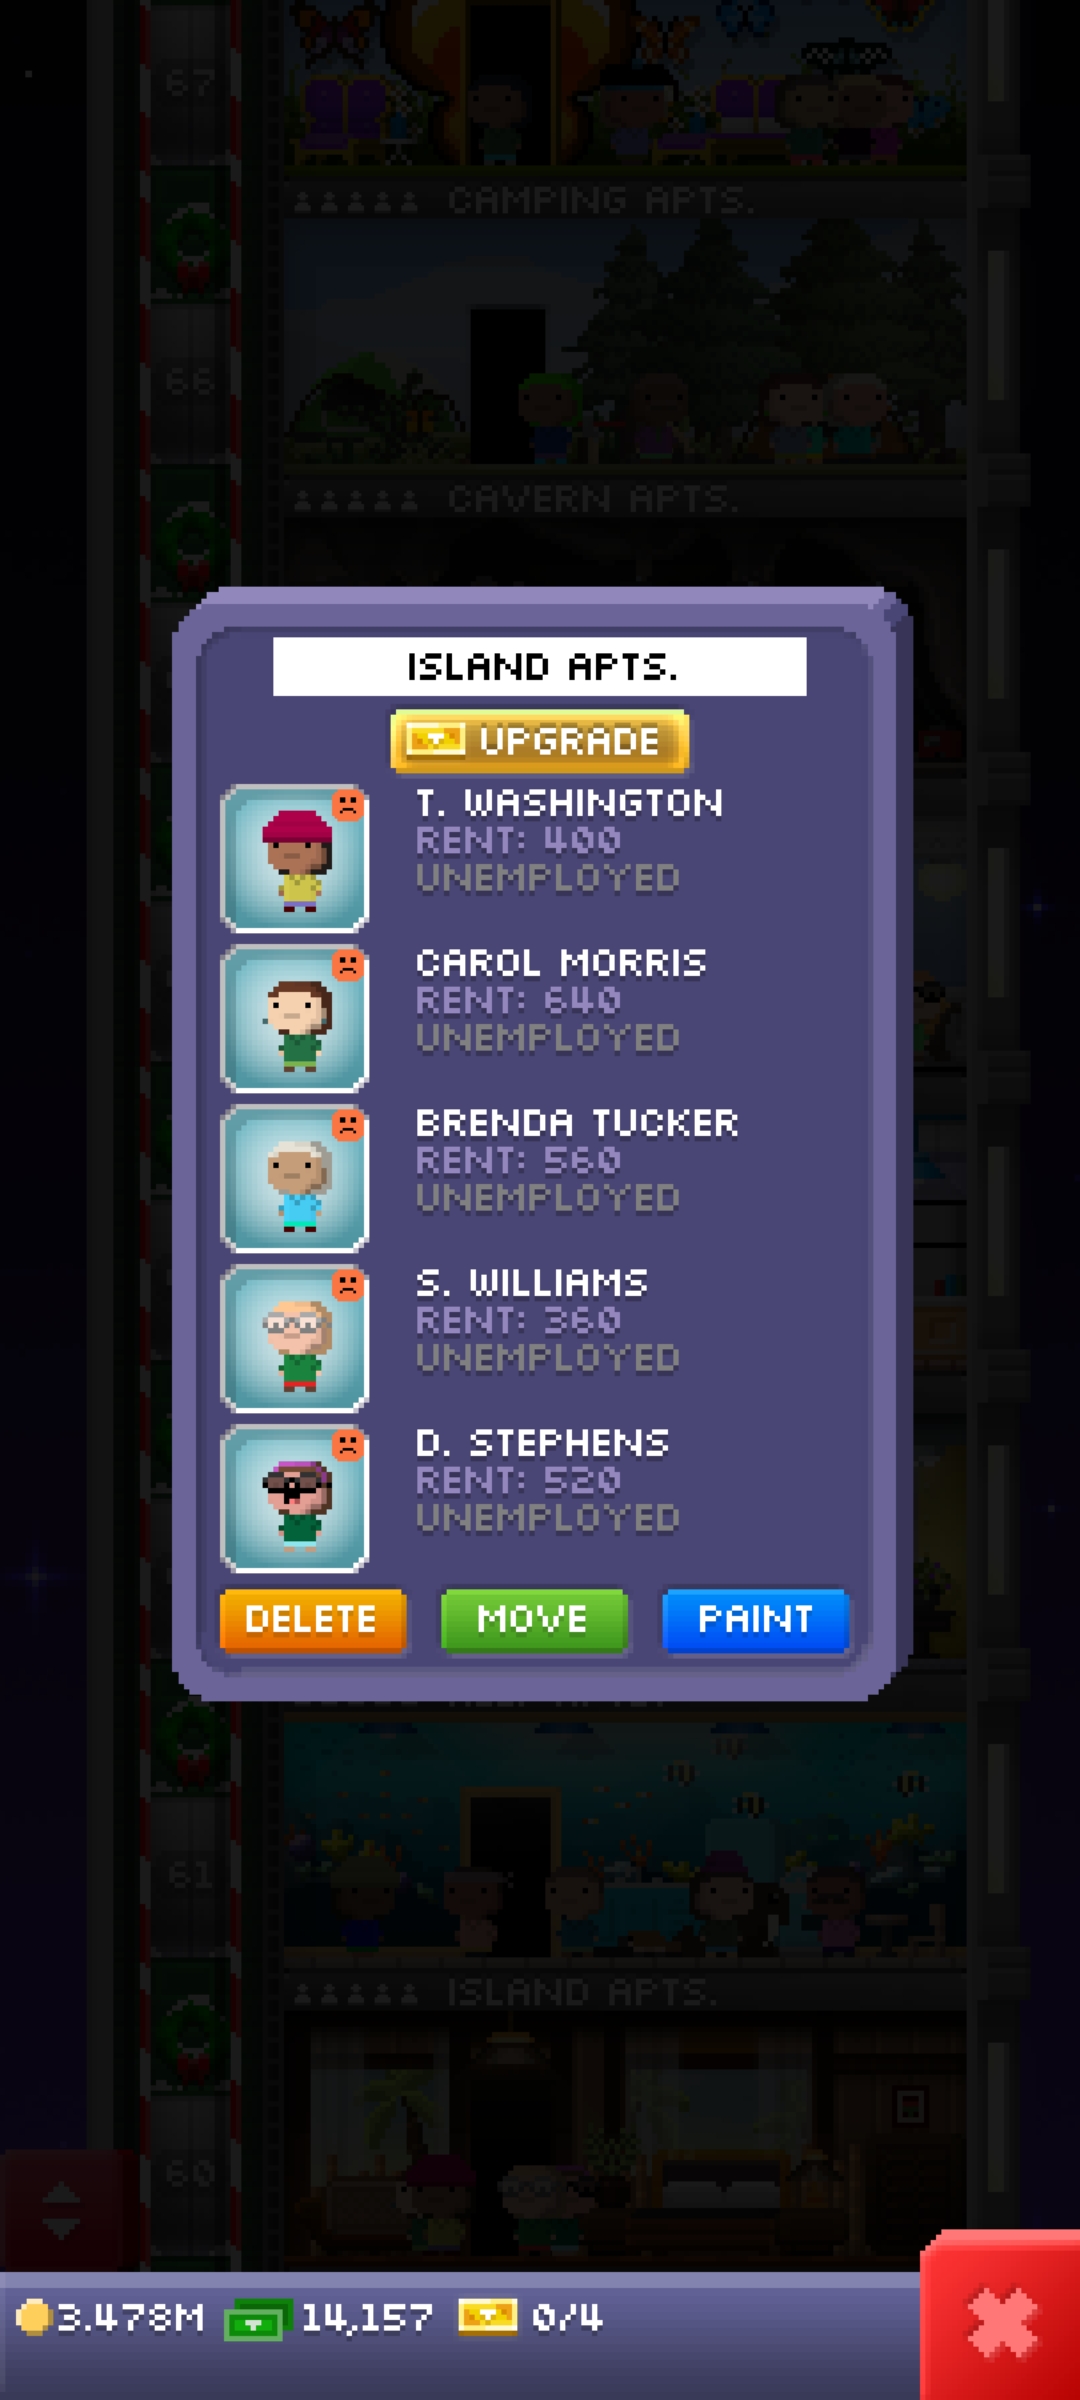 67
CAMPING APTS.
66
CAVERN APTS.
ISLAND APTS.
UPGRADE
T. WASHINGTON
RENT: 400
UNEMPLOYED
CAROL MORRIS
RENT: 640
UNEMPLOYED
BRENDA TUCKER
RENT: 560
UNEMPLOYED
S. WILLIAMS
RENT: 360
UNEMPLOYED
D. STEPHENS
RENT: 520
UNEMPLOYED
DELETE MOVE PAINT
61
ISLAND APTS.
60
3.478M 14,157 0/4